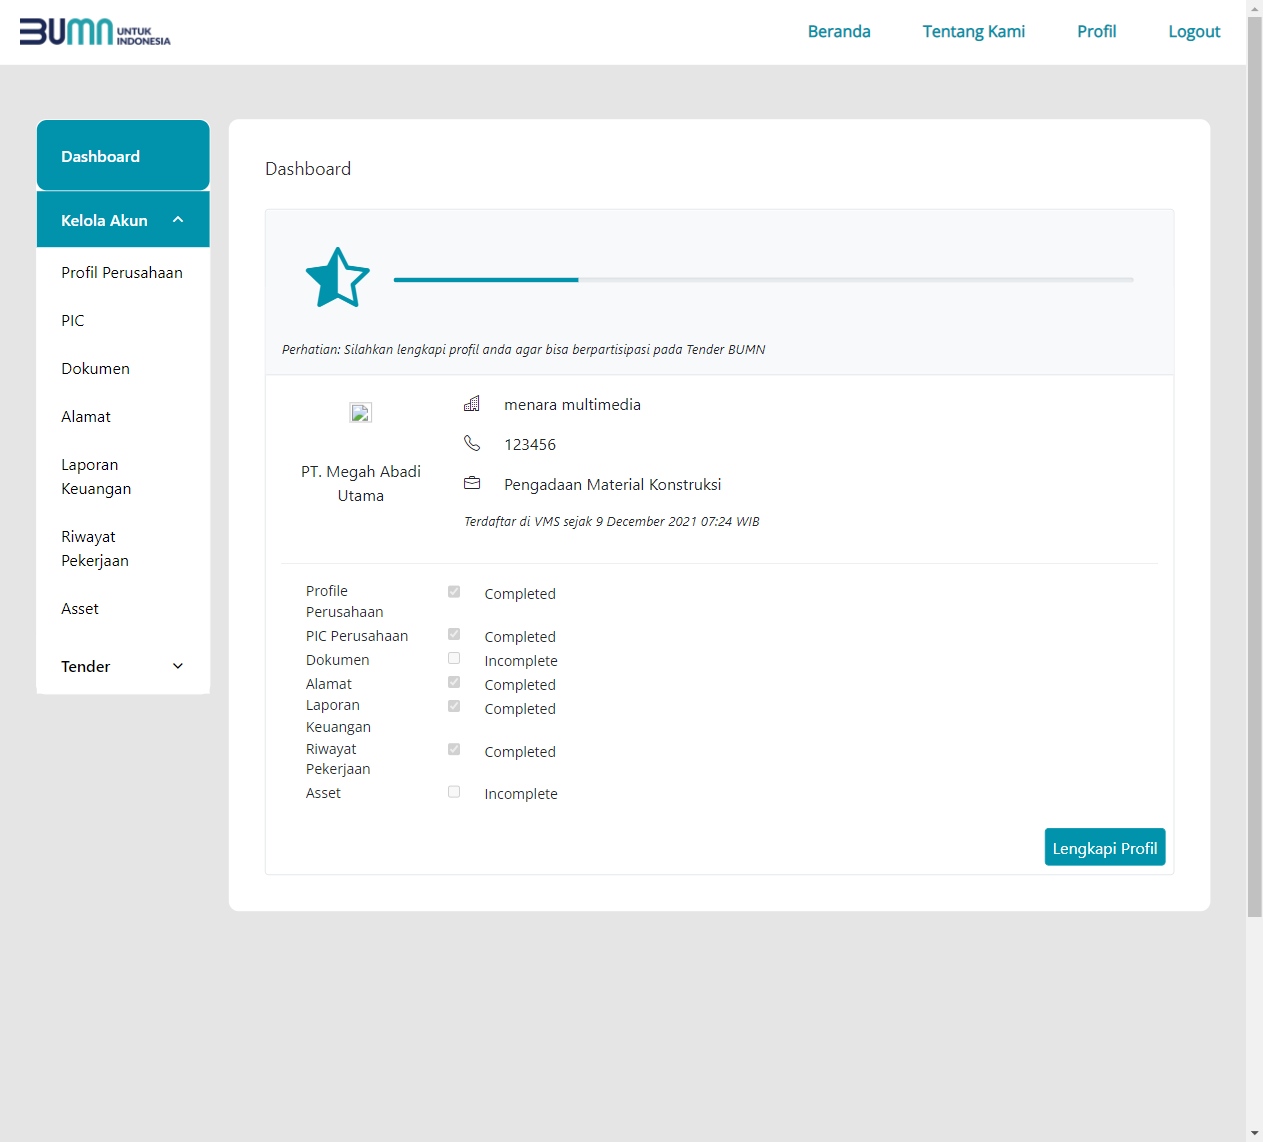 BUMN UNTUK INDONESIA
Beranda Tentang Kami Profil Logout
Dashboard
Kelola Akun
Profil Perusahaan
PIC
Dokumen
Alamat
Laporan
Keuangan
Riwayat
Pekerjaan
Asset
Tender
Dashboard
Perhatian: Silahkan lengkapi profil anda agar bisa berpartisipasi pada Tender BUMN
PT. Megah Abadi
Utama
menara multimedia
123456
Pengadaan Material Konstruksi
Terdaftar di VMS sejak 9 December 2021 07:24 WIB
Profile
Perusahaan
Completed
PIC Perusahaan Completed
Dokumen Incomplete
Alamat Completed
Laporan
Keuangan
Completed
Riwayat
Pekerjaan
Completed
Asset Incomplete
Lengkapi Profil